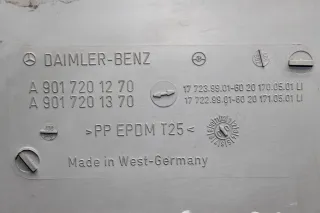 DAIMLER-BENZ
A 901 720 12 70
A 901 720 13 70
17 723.99.01-60 20 170.05.01 LI
17 722.99.01-60 20 171.05.01 LI
>PP EPDM T25<
Made in West-Germany